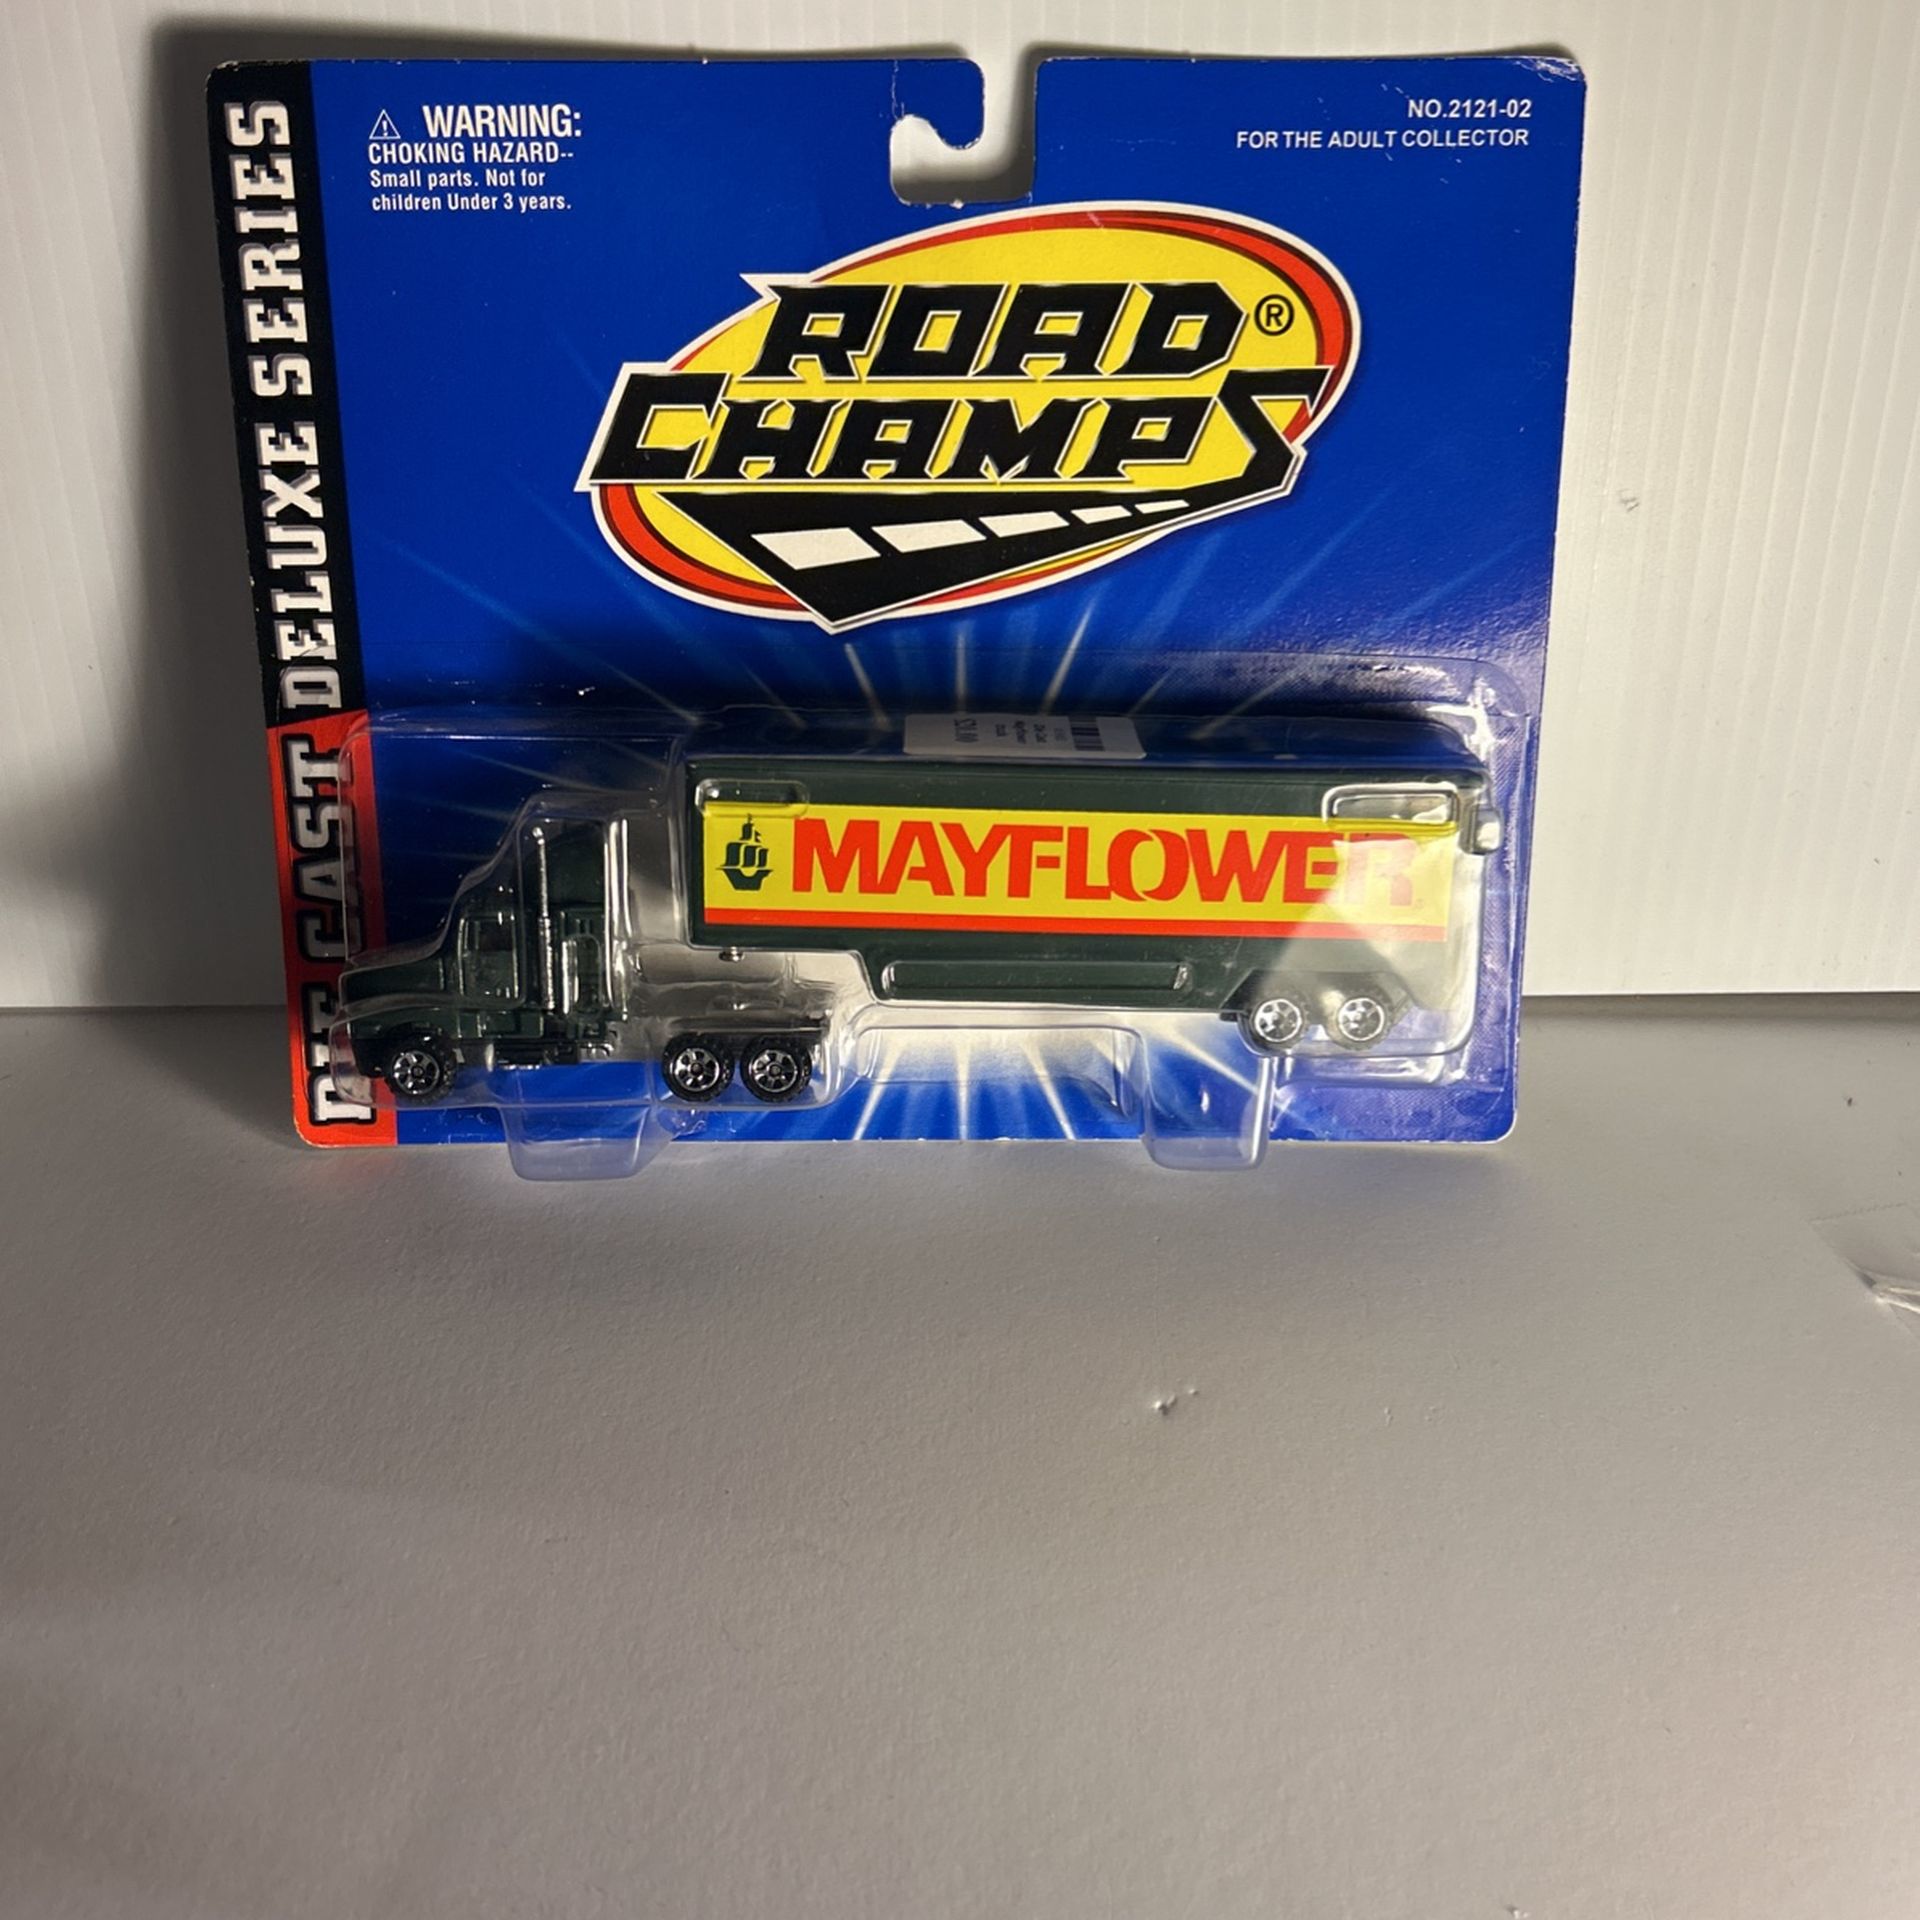 DIE CAST DELUXE SERIES
WARNING:
CHOKING HAZARD--
Small parts. Not for
children Under 3 years.
NO.2121-02
FOR THE ADULT COLLECTOR
ROAD®
CHAMPS
MAYFLOWER